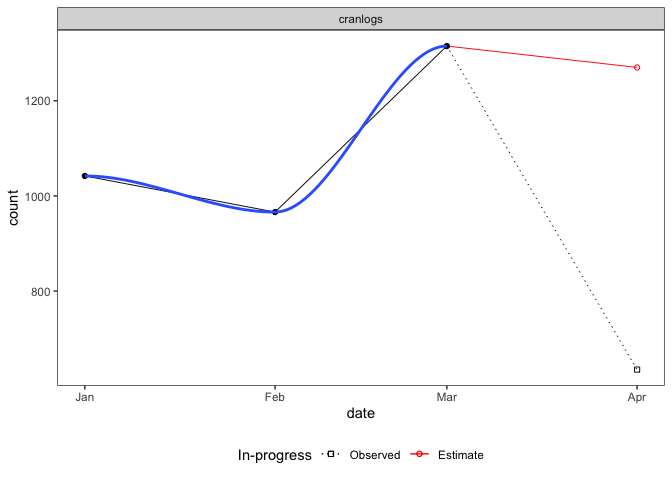 cranlogs
1200
1000
800
count
Jan Feb Mar Apr
date
In-progress Observed Estimate